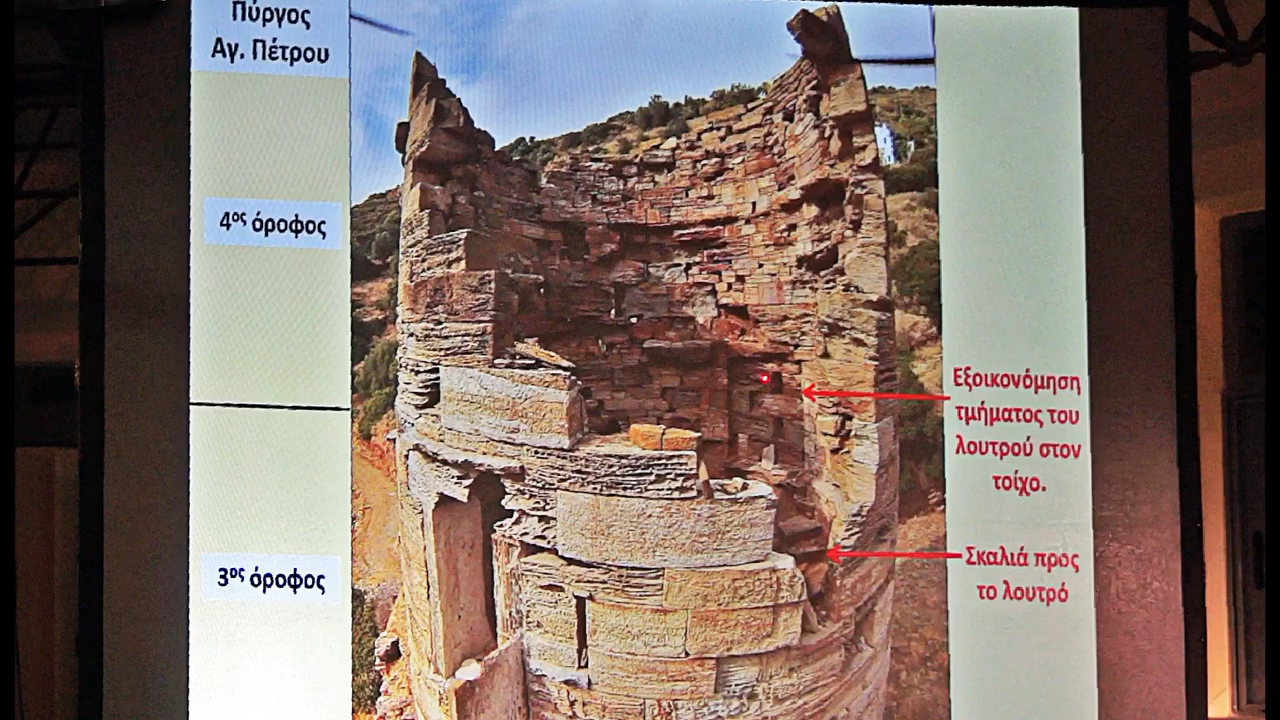 Πύργος
Αγ. Πέτρου
4ος όροφος
3ος όροφος
Εξοικονόμηση
τμήματος του
λουτρού στον
τοίχο.
Σκαλιά προς
το λουτρό